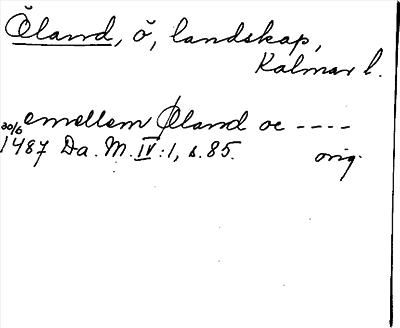 Öland, ö, landskap,
Kalmar l.
emellem Øland oc ----
30/6 1487 Da. M. IV:1, s. 85. orig.